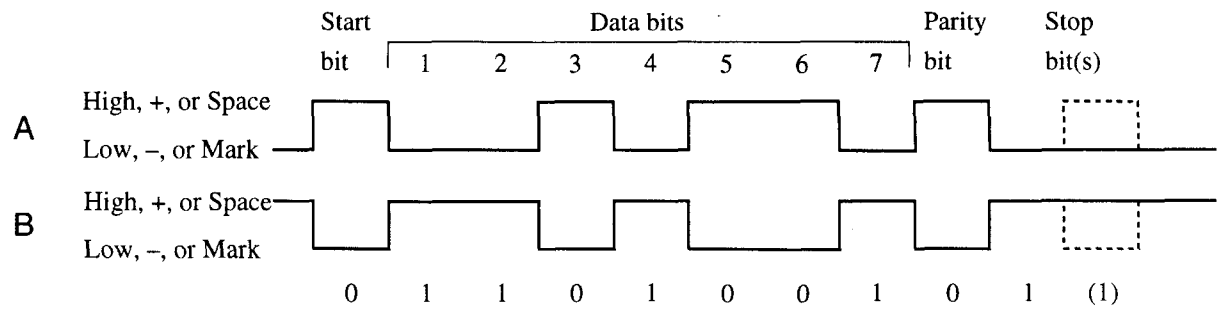 Start Data bits Parity Stop
bit 1 2 3 4 5 6 7 bit bit(s)
A High, +, or Space
Low, –, or Mark
B High, +, or Space
Low, –, or Mark
0 1 1 0 1 0 0 1 0 1 (1)